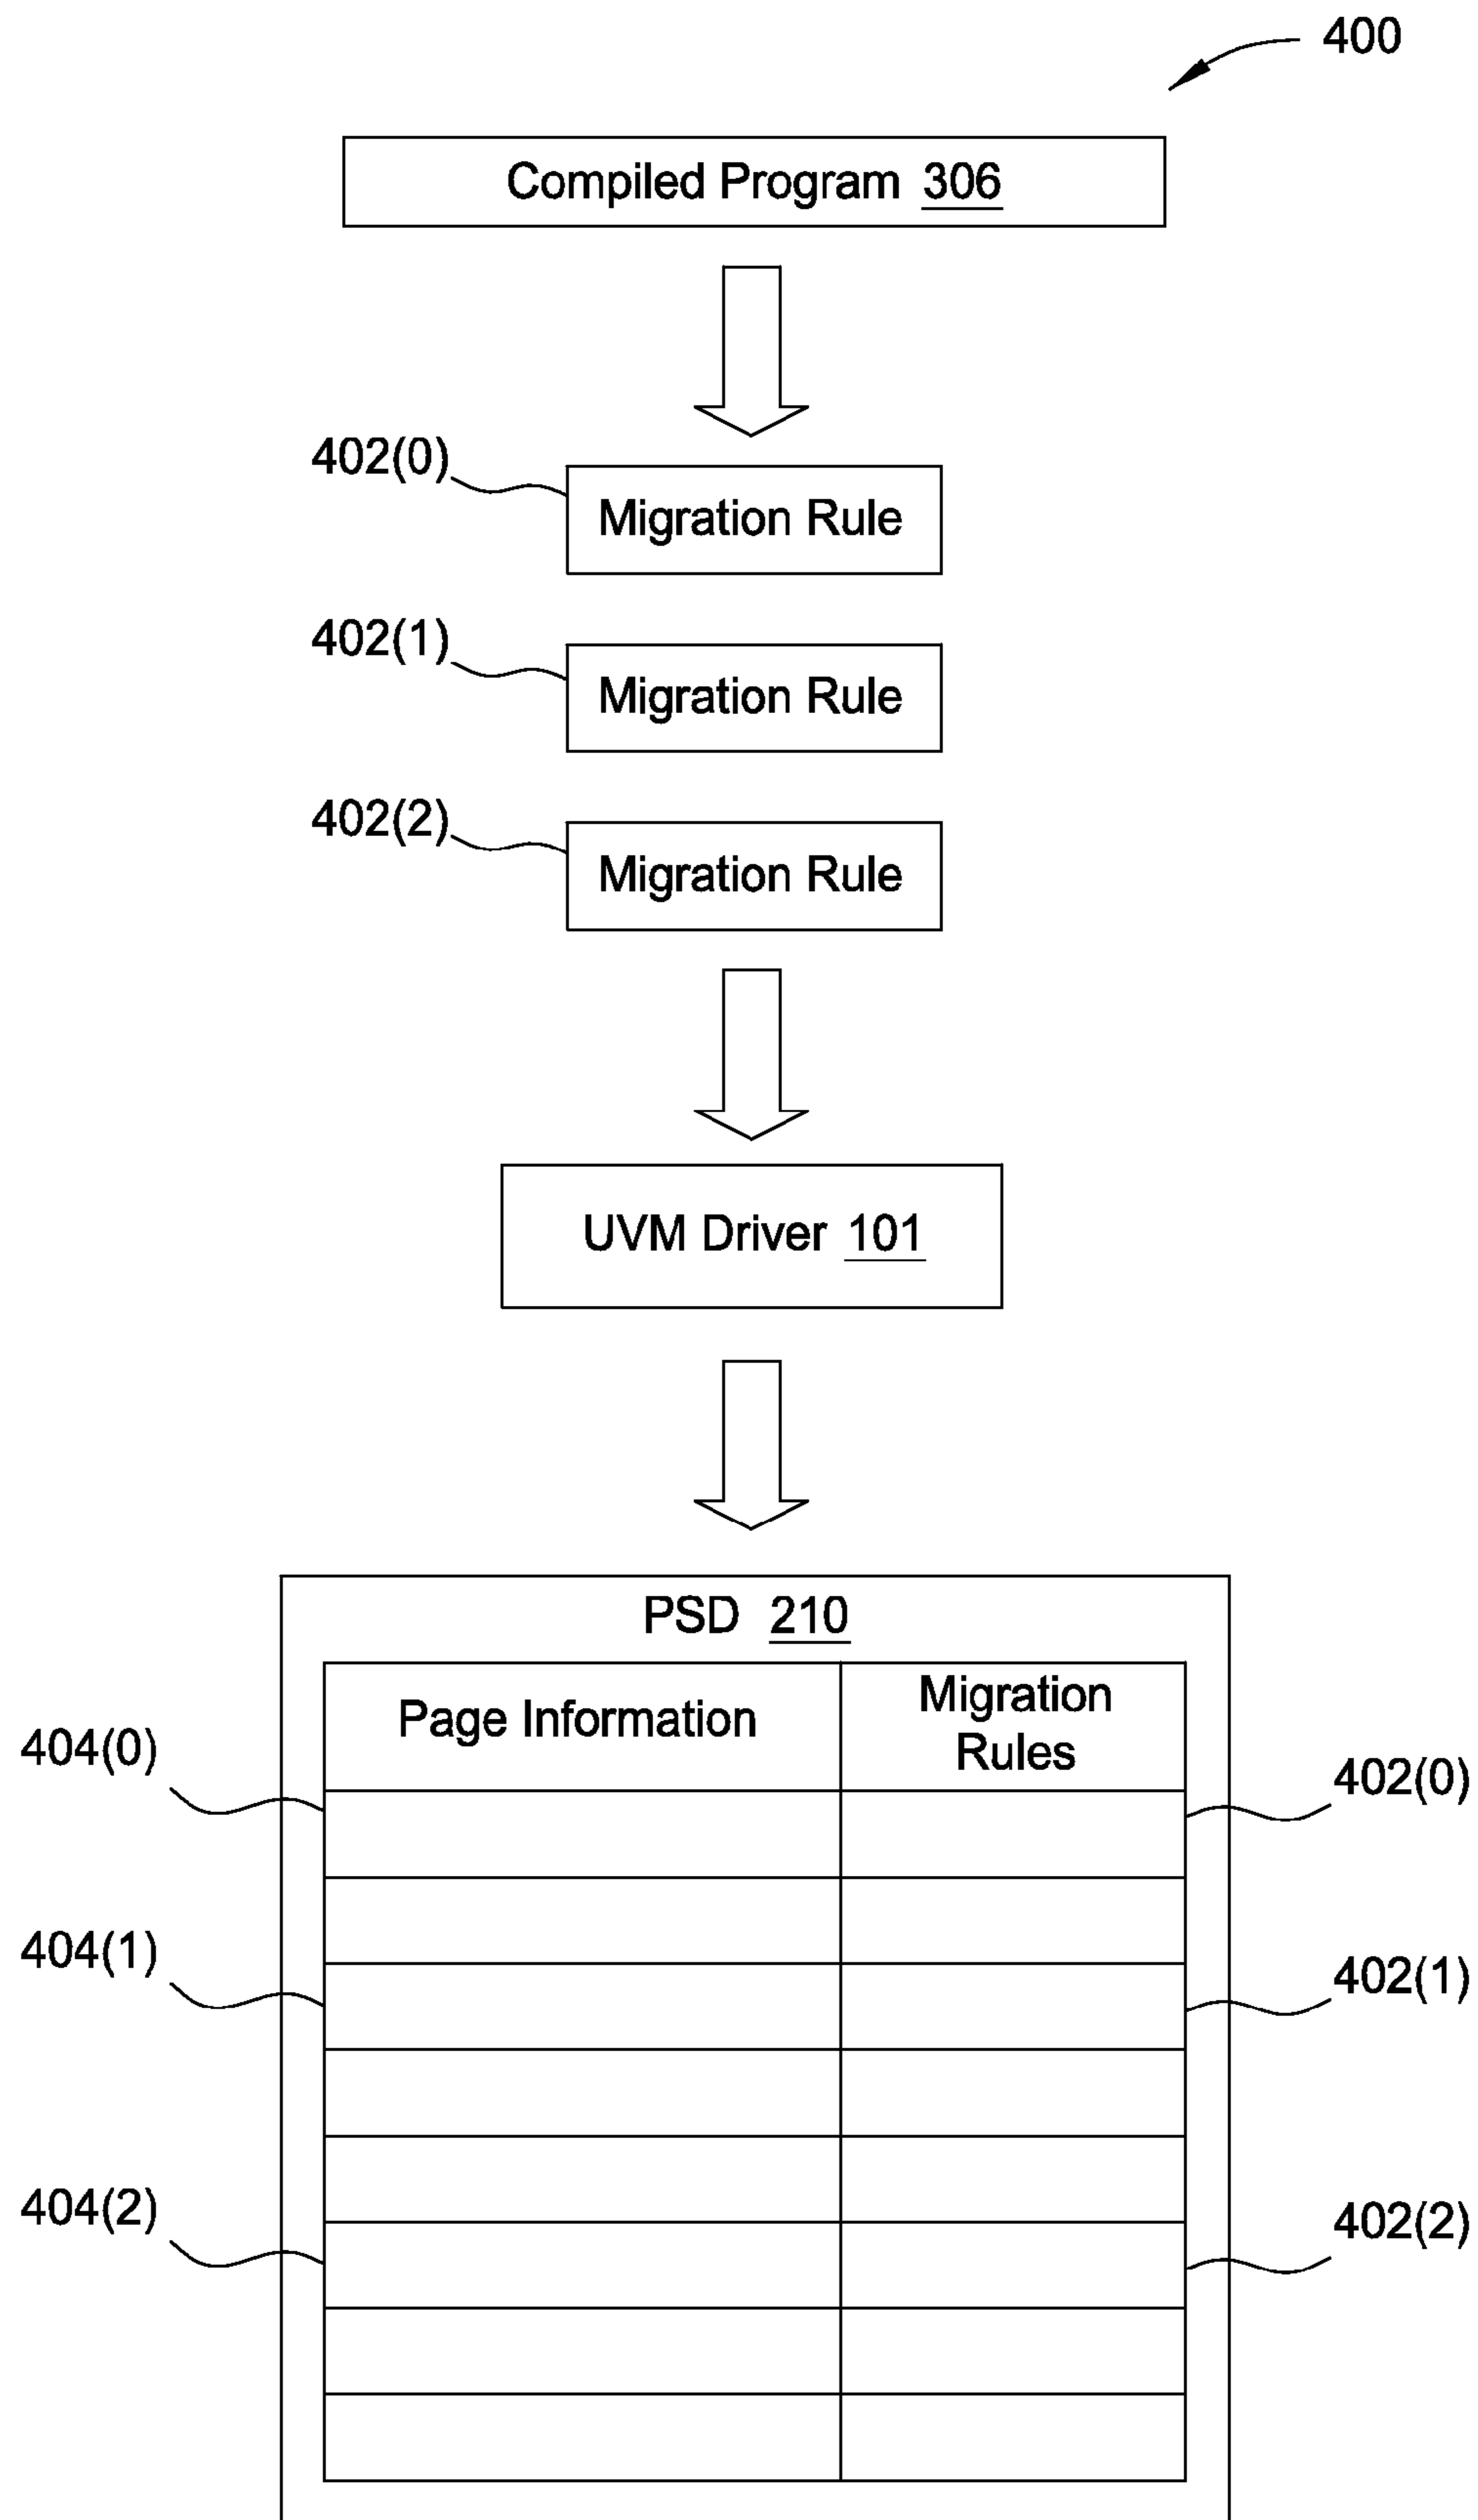 400
Compiled Program 306
402(0)
Migration Rule
402(1)
Migration Rule
402(2)
Migration Rule
UVM Driver 101
PSD 210
Page Information
Migration
Rules
404(0)
402(0)
404(1)
402(1)
404(2)
402(2)